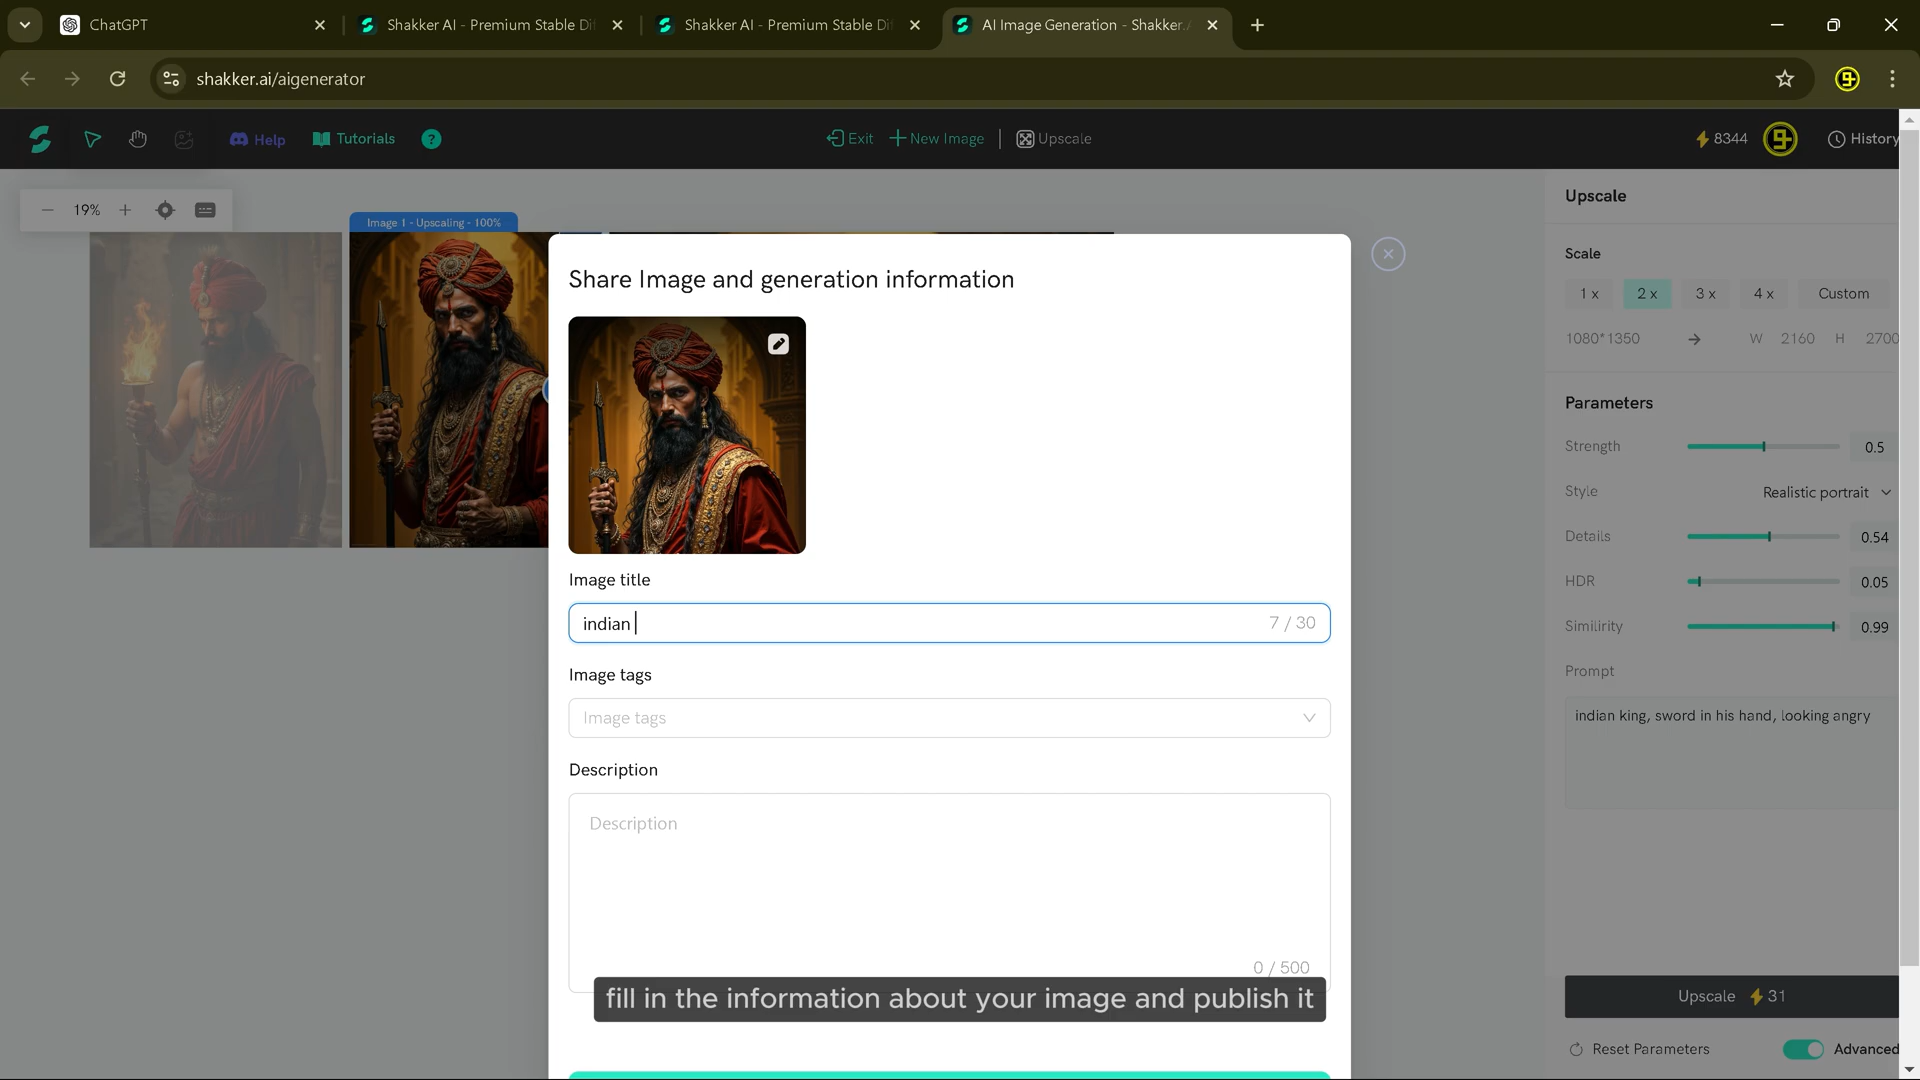 ChatGPT
Shakker AI - Premium Stable Di
Shakker AI - Premium Stable Di
AI Image Generation - Shakker.
shakker.ai/aigenerator
Help
Tutorials
?
Exit
New Image
Upscale
8344
History
19%
Image 1 - Upscaling - 100%
Share Image and generation information
Image title
indian
7 / 30
Image tags
Image tags
Description
Description
0 / 500
fill in the information about your image and publish it
Upscale
Scale
1 x
2 x
3 x
4 x
Custom
1080*1350
W 2160 H 2700
Parameters
Strength
0.5
Style
Realistic portrait
Details
0.54
HDR
0.05
Similirity
0.99
Prompt
indian king, sword in his hand, looking angry
Upscale 31
Reset Parameters
Advanced